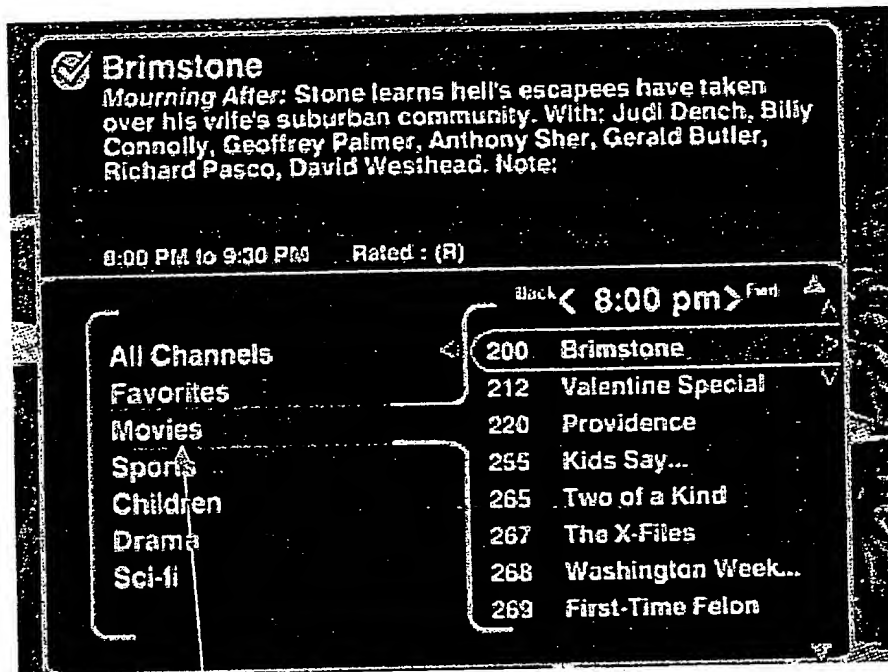 Brimstone
Mourning After: Stone learns hell's escapees have taken
over his wife's suburban community. With: Judi Dench, Billy
Connolly, Geoffrey Palmer, Anthony Sher, Gerald Butler,
Richard Pasco, David Westhead. Note:
8:00 PM to 9:30 PM Rated : (R)
Back < 8:00 pm > Fwd
All Channels
Favorites
Movies
Sports
Children
Drama
Sci-fi
200 Brimstone
212 Valentine Special
220 Providence
255 Kids Say...
265 Two of a Kind
267 The X-Files
268 Washington Week...
269 First-Time Felon